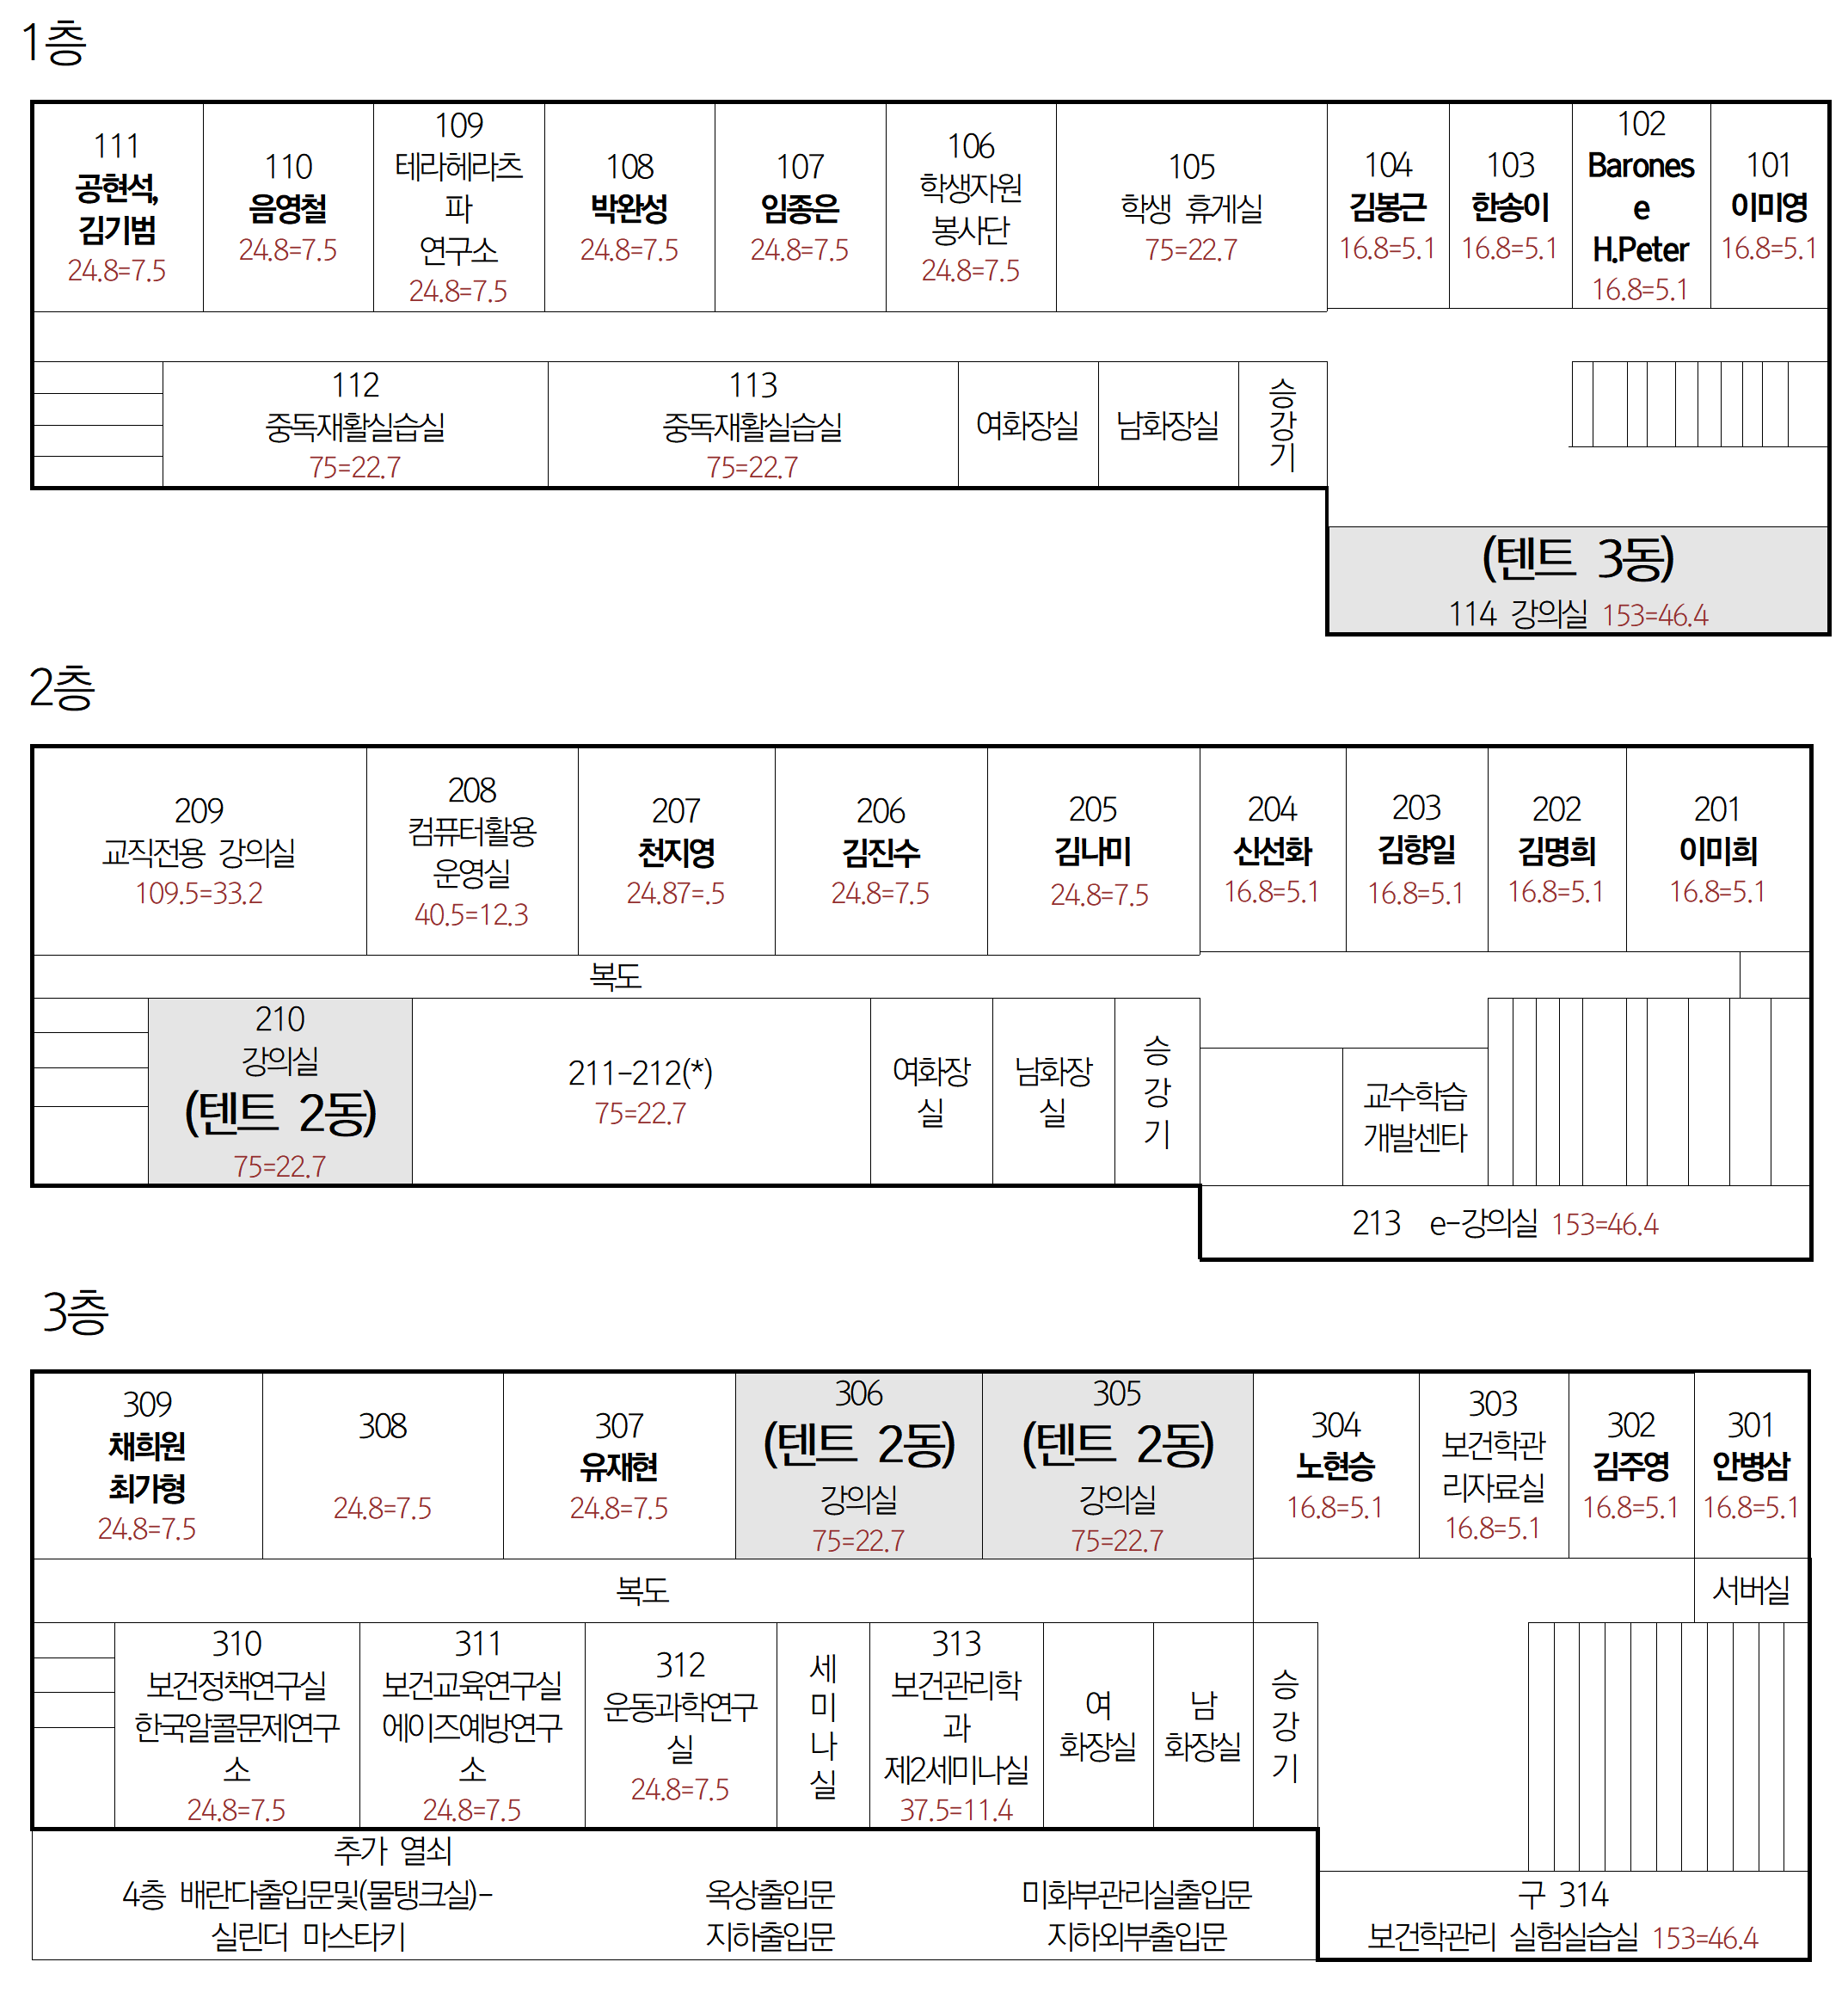 1층
111
공현석,
김기범
24.8=7.5
110
음영철
24.8=7.5
109
테라헤라츠
파
연구소
24.8=7.5
108
박완성
24.8=7.5
107
임종은
24.8=7.5
106
학생자원
봉사단
24.8=7.5
105
학생 휴게실
75=22.7
104
김봉근
16.8=5.1
103
한송이
16.8=5.1
102
Barones
e
H.Peter
16.8=5.1
101
이미영
16.8=5.1
112
중독재활실습실
75=22.7
113
중독재활실습실
75=22.7
여화장실
남화장실
승
강
기
(텐트 3동)
114 강의실 153=46.4
2층
209
교직전용 강의실
109.5=33.2
208
컴퓨터활용
운영실
40.5=12.3
207
천지영
24.87=.5
206
김진수
24.8=7.5
205
김나미
24.8=7.5
204
신선화
16.8=5.1
203
김향일
16.8=5.1
202
김명희
16.8=5.1
201
이미희
16.8=5.1
복도
210
강의실
(텐트 2동)
75=22.7
211-212(*)
75=22.7
여화장
실
남화장
실
승
강
기
교수학습
개발센타
213 e-강의실 153=46.4
3층
309
채희원
최가형
24.8=7.5
308
24.8=7.5
307
유재현
24.8=7.5
306
(텐트 2동)
강의실
75=22.7
305
(텐트 2동)
강의실
75=22.7
304
노현승
16.8=5.1
303
보건학관
리자료실
16.8=5.1
302
김주영
16.8=5.1
301
안병삼
16.8=5.1
복도
서버실
310
보건정책연구실
한국알콜문제연구
소
24.8=7.5
311
보건교육연구실
에이즈예방연구
소
24.8=7.5
312
운동과학연구
실
24.8=7.5
세
미
나
실
313
보건관리학
과
제2세미나실
37.5=11.4
여
화장실
남
화장실
승
강
기
추가 열쇠
4층 배란다출입문및(물탱크실)-
실린더 마스타키
옥상출입문
지하출입문
미화부관리실출입문
지하외부출입문
구 314
보건학관리 실험실습실 153=46.4